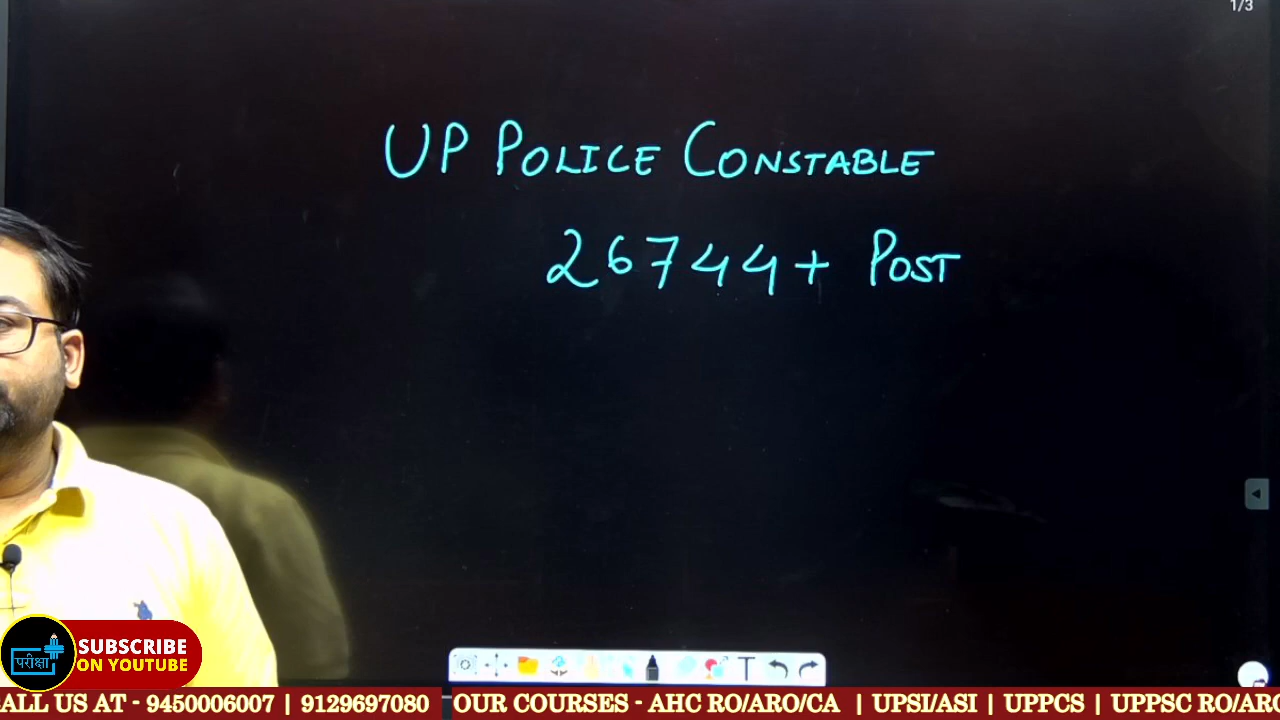 1/3
UP POLICE CONSTABLE
26744+ POST
परीक्षा
SUBSCRIBE
ON YOUTUBE
ALL US AT - 9450006007 | 9129697080 OUR COURSES - AHC RO/ARO/CA | UPSI/ASI | UPPCS | UPPSC RO/ARO